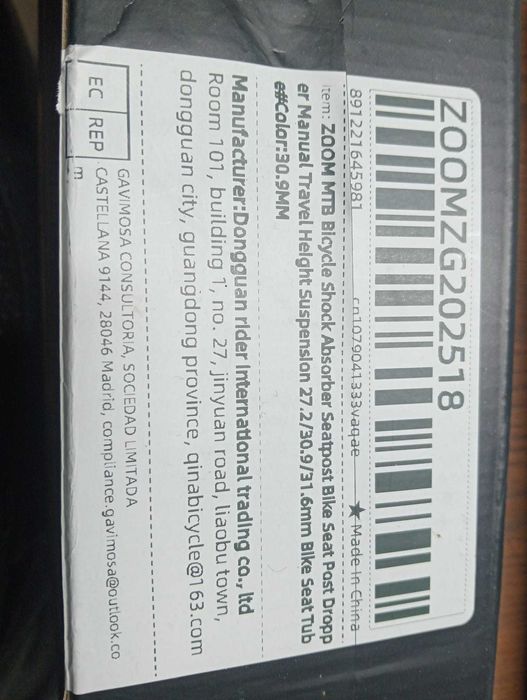 ZOOMZG202518
891221645981 cn1079041333vaqae ★ Made in China
Item: ZOOM MTB Bicycle Shock Absorber Seatpost Bike Seat Post Dropp
er Manual Travel Height Suspension 27.2/30.9/31.6mm Bike Seat Tub
e#Color:30.9MM
Manufacturer:Dongguan rider International trading co., ltd
Room 101, building 1, no. 27, jinyuan road, liaobu town,
dongguan city, guangdong province, qinabicycle@163.com
EC REP
GAVIMOSA CONSULTORIA, SOCIEDAD LIMITADA
CASTELLANA 9144, 28046 Madrid, compliance.gavimosa@outlook.co
m